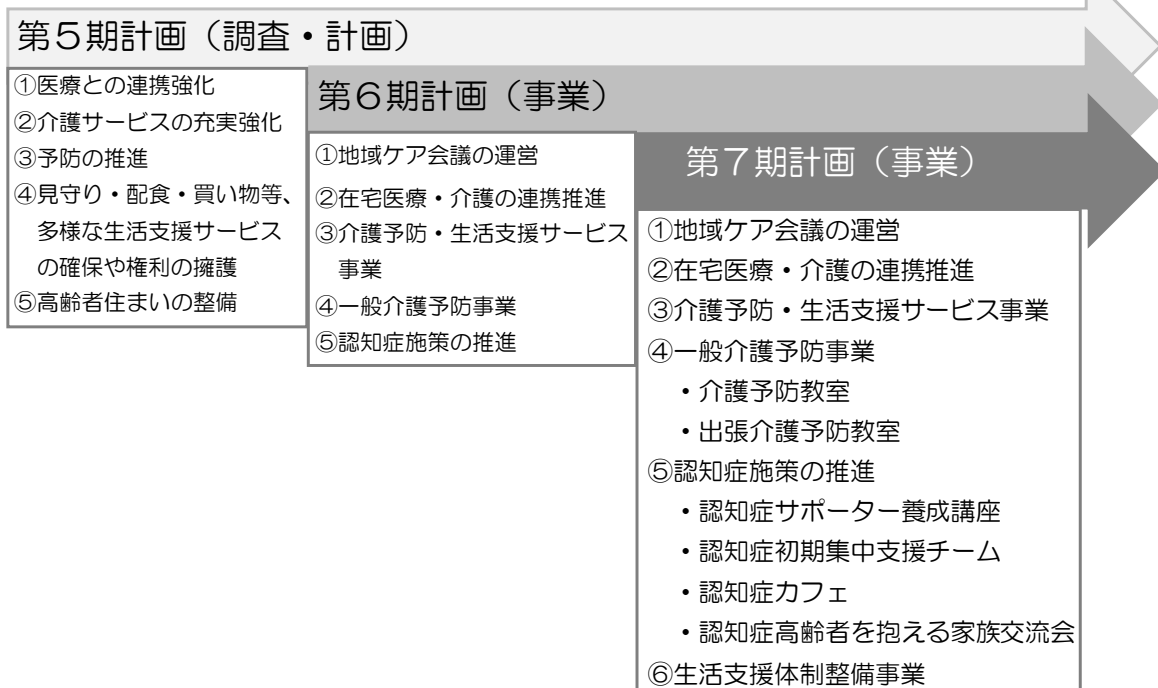 第５期計画（調査・計画）
①医療との連携強化
②介護サービスの充実強化
③予防の推進
④見守り・配食・買い物等、
多様な生活支援サービス
の確保や権利の擁護
⑤高齢者住まいの整備
第６期計画（事業）
①地域ケア会議の運営
②在宅医療・介護の連携推進
③介護予防・生活支援サービス
事業
④一般介護予防事業
⑤認知症施策の推進
第７期計画（事業）
①地域ケア会議の運営
②在宅医療・介護の連携推進
③介護予防・生活支援サービス事業
④一般介護予防事業
・介護予防教室
・出張介護予防教室
⑤認知症施策の推進
・認知症サポーター養成講座
・認知症初期集中支援チーム
・認知症カフェ
・認知症高齢者を抱える家族交流会
⑥生活支援体制整備事業